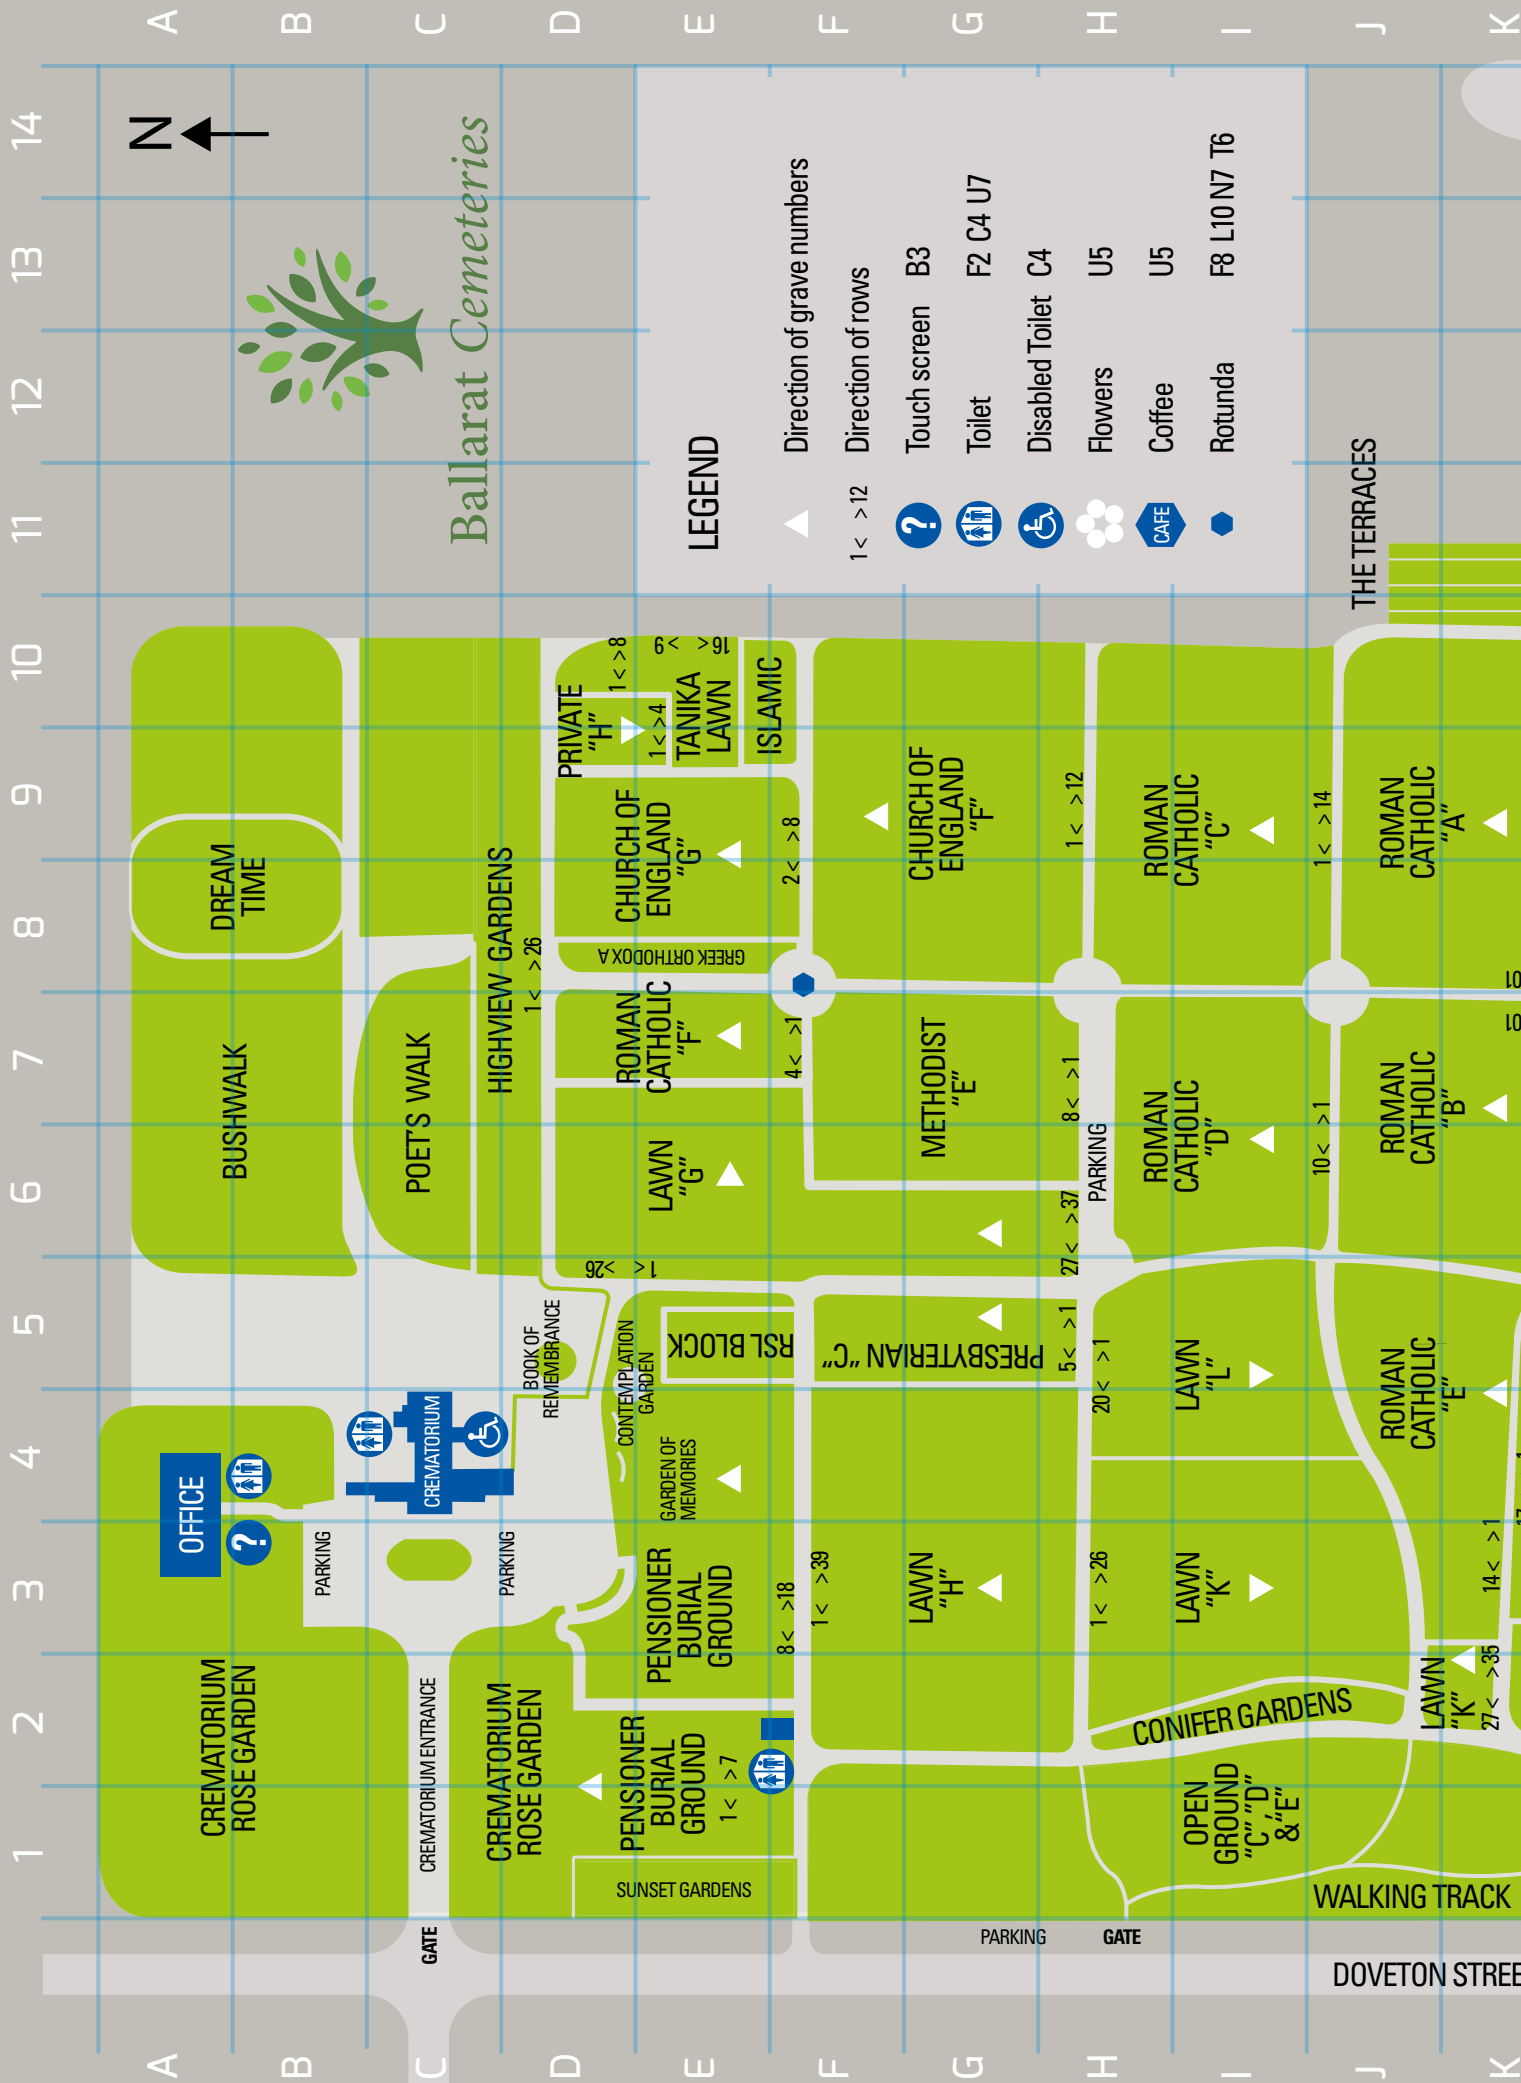 A B C D E F G H I J K
14
13
12
11
10
9
8
7
6
5
4
3
2
1
N
Ballarat Cemeteries
LEGEND
Direction of grave numbers
1 < > 12 Direction of rows
? Touch screen B3
Toilet F2 C4 U7
Disabled Toilet C4
Flowers U5
CAFE Coffee U5
Rotunda F8 L10 N7 T6
THE TERRACES
DREAM
TIME
BUSHWALK
POET'S WALK
HIGHVIEW GARDENS
1 < > 26
PRIVATE
"H"
1 < > 8
1 < > 4
16 < > 9
TANIKA
LAWN
ISLAMIC
CHURCH OF
ENGLAND
"G"
2 < > 8
GREEK ORTHODOX A
ROMAN
CATHOLIC
"F"
4 < > 1
LAWN
"G"
1 < > 26
CHURCH OF
ENGLAND
"F"
1 < > 12
METHODIST
"E"
8 < > 1
27 < > 37
PARKING
ROMAN
CATHOLIC
"C"
1 < > 14
ROMAN
CATHOLIC
"D"
10 < > 1
ROMAN
CATHOLIC
"A"
ROMAN
CATHOLIC
"B"
10
10
OFFICE
?
PARKING
CREMATORIUM
PARKING
BOOK OF
REMEMBRANCE
CONTEMPLATION
GARDEN
GARDEN OF
MEMORIES
RSL BLOCK
PRESBYTERIAN "C"
5 < > 1
20 < > 1
LAWN
"L"
ROMAN
CATHOLIC
"E"
PENSIONER
BURIAL
GROUND
8 < > 18
1 < > 39
LAWN
"H"
1 < > 26
LAWN
"K"
14 < > 1
LAWN
"K"
27 < > 35
CREMATORIUM
ROSE GARDEN
CREMATORIUM ENTRANCE
CREMATORIUM
ROSE GARDEN
PENSIONER
BURIAL
GROUND
1 < > 7
SUNSET GARDENS
CONIFER GARDENS
OPEN
GROUND
"C", "D"
& "E"
WALKING TRACK
GATE
PARKING
GATE
DOVETON STREE
A B C D E F G H I J K